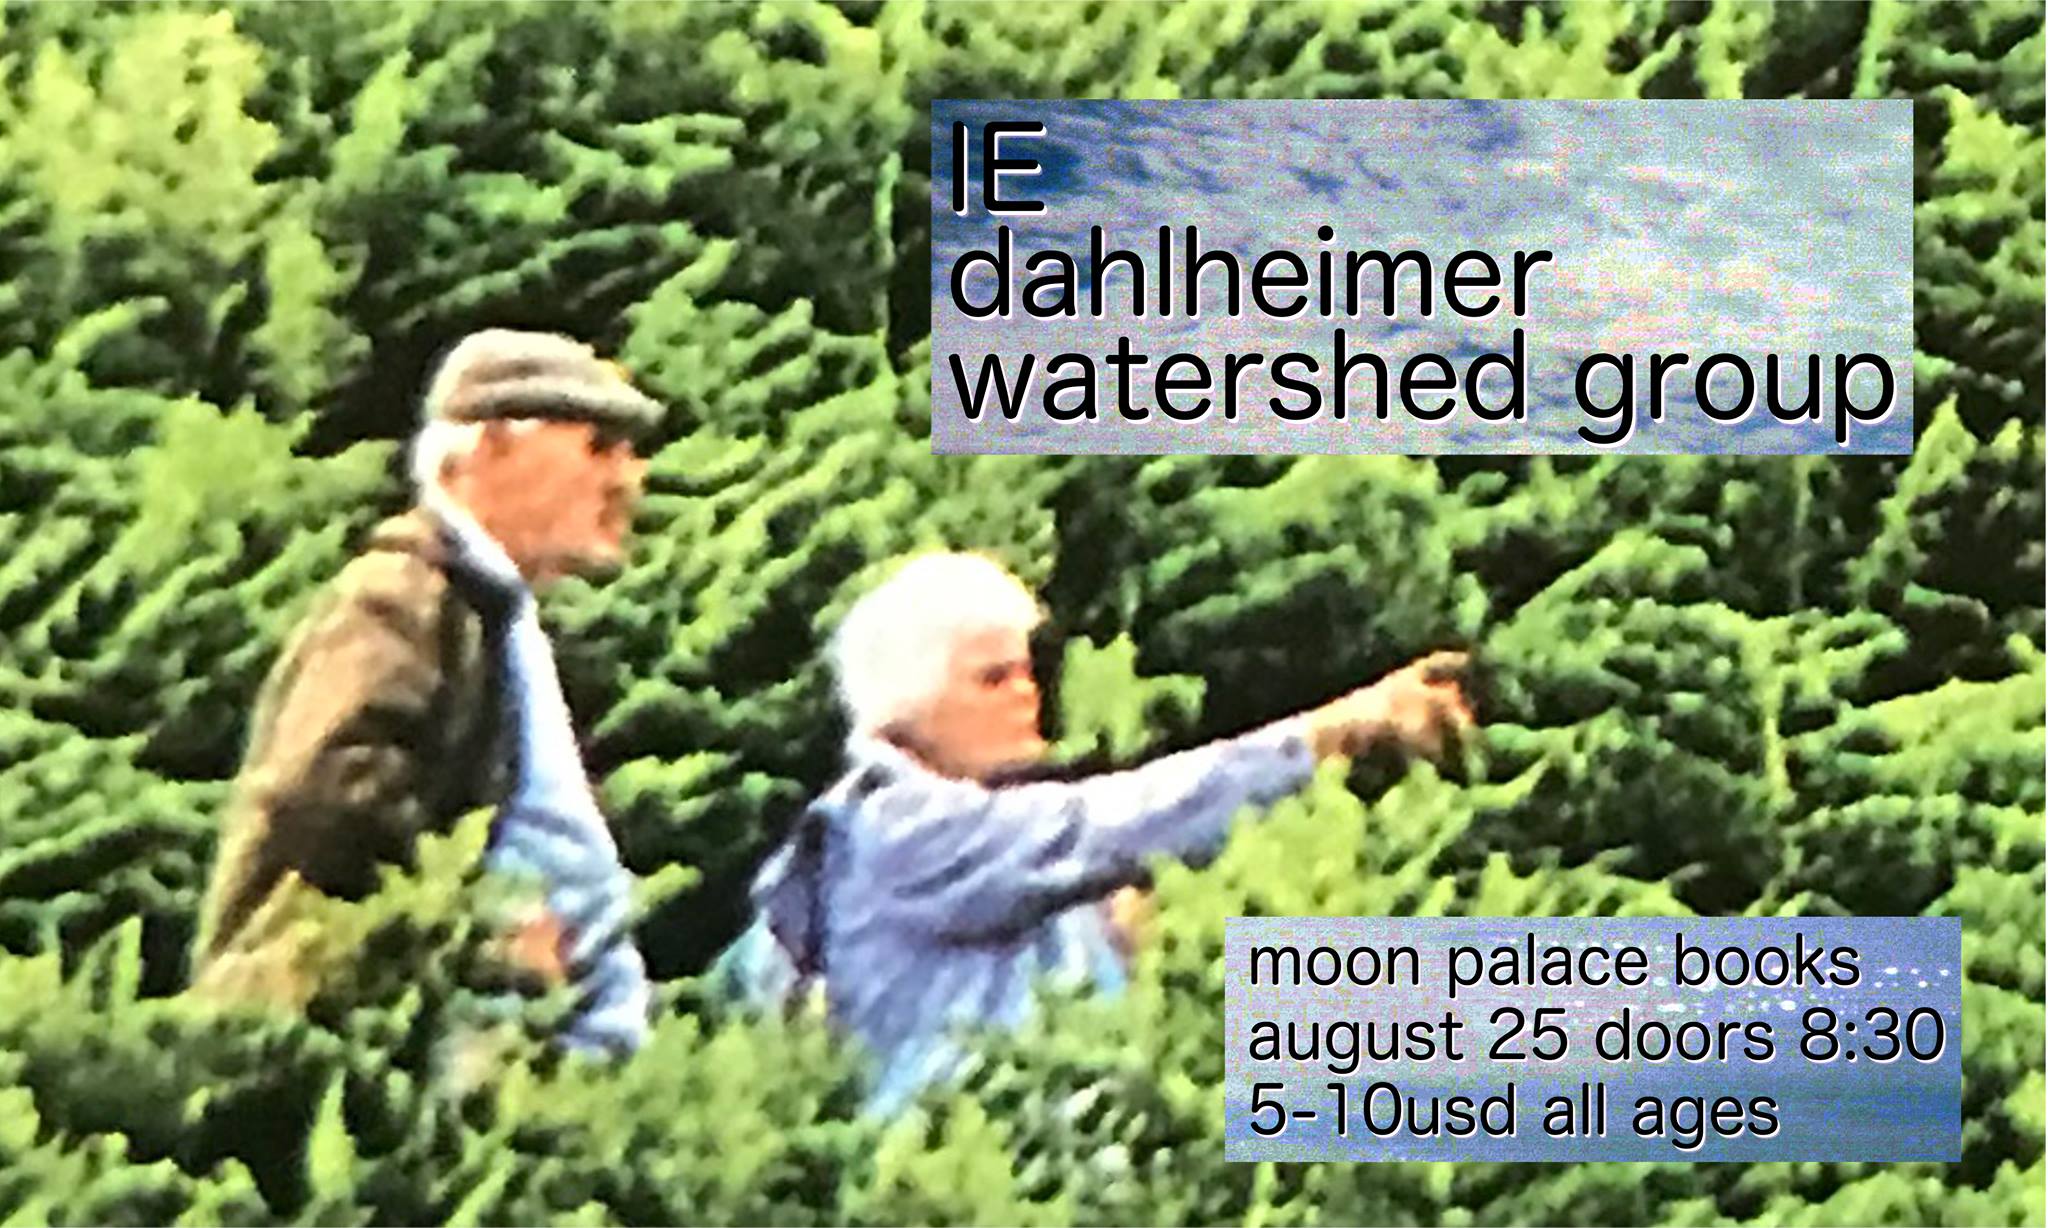 IE
dahlheimer
watershed group
moon palace books
august 25 doors 8:30
5-10usd all ages